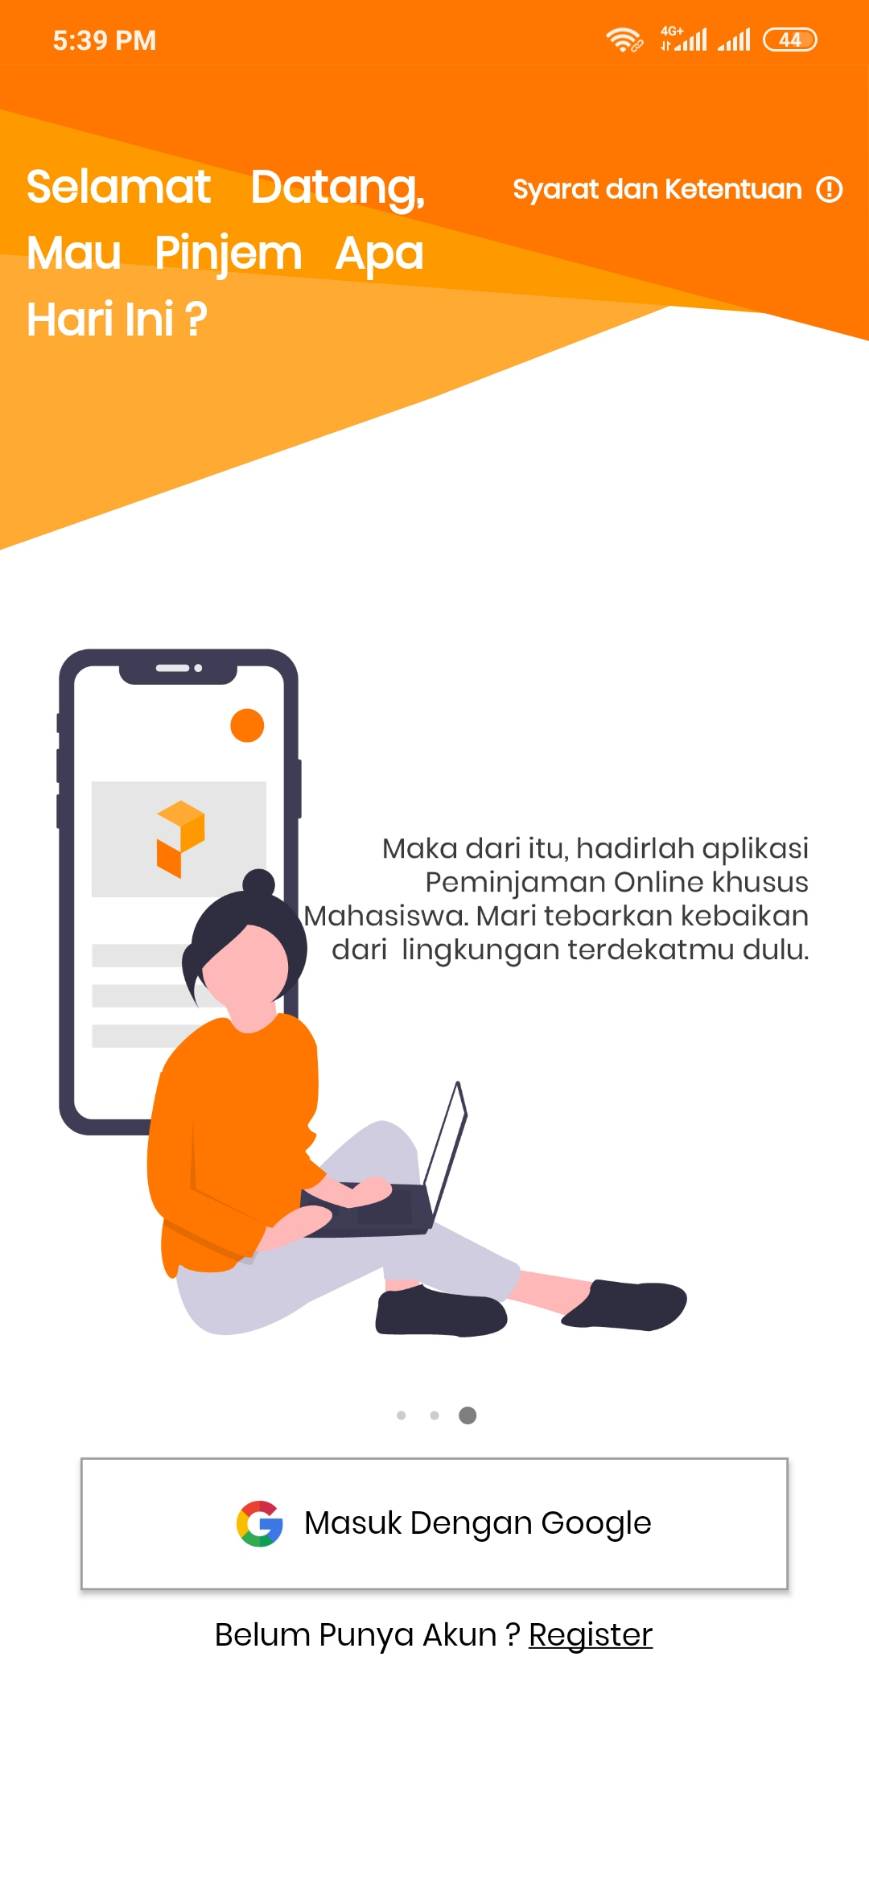 5:39 PM
4G+
44
Selamat Datang,
Mau Pinjem Apa
Hari Ini ?
Syarat dan Ketentuan
Maka dari itu, hadirlah aplikasi
Peminjaman Online khusus
Mahasiswa. Mari tebarkan kebaikan
dari lingkungan terdekatmu dulu.
Masuk Dengan Google
Belum Punya Akun ? Register